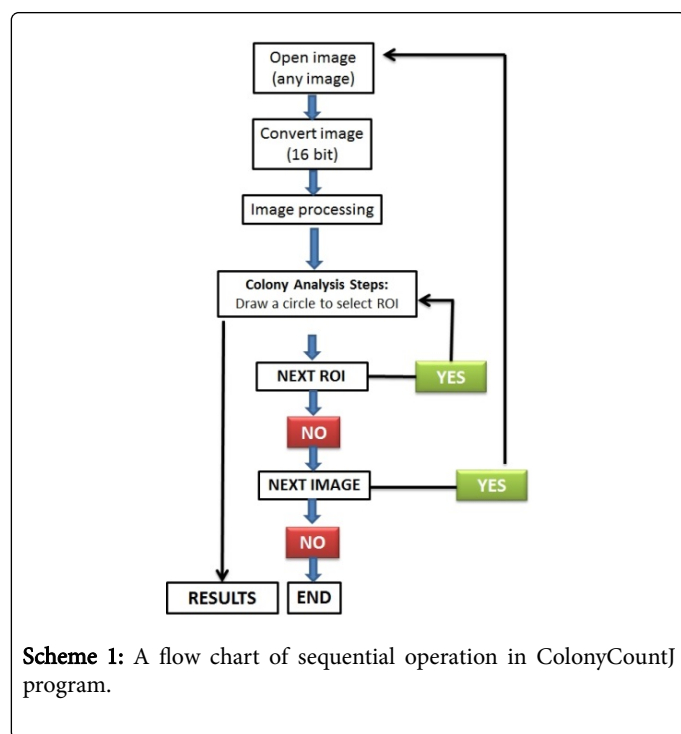 Open image
(any image)
Convert image
(16 bit)
Image processing
Colony Analysis Steps:
Draw a circle to select ROI
NEXT ROI
YES
NO
NEXT IMAGE
YES
NO
RESULTS
END
Scheme 1: A flow chart of sequential operation in ColonyCountJ
program.